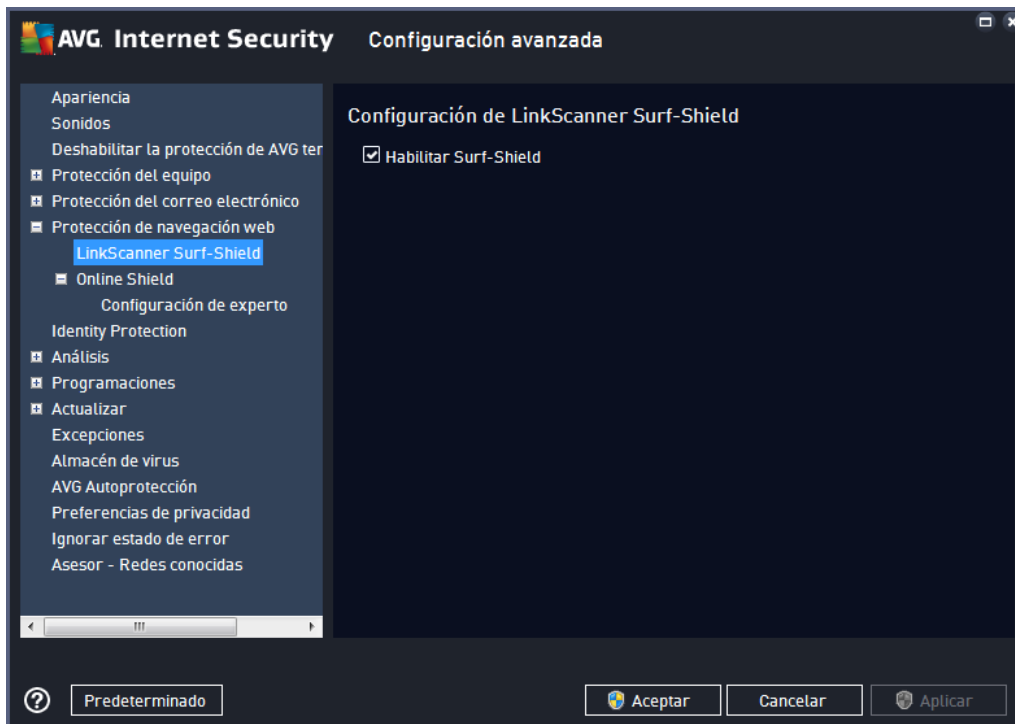 AVG. Internet Security Configuración avanzada
Apariencia
Sonidos
Deshabilitar la protección de AVG ter
Protección del equipo
Protección del correo electrónico
Protección de navegación web
LinkScanner Surf-Shield
Online Shield
Configuración de experto
Identity Protection
Análisis
Programaciones
Actualizar
Excepciones
Almacén de virus
AVG Autoprotección
Preferencias de privacidad
Ignorar estado de error
Asesor - Redes conocidas
Configuración de LinkScanner Surf-Shield
Habilitar Surf-Shield
Predeterminado
Aceptar
Cancelar
Aplicar